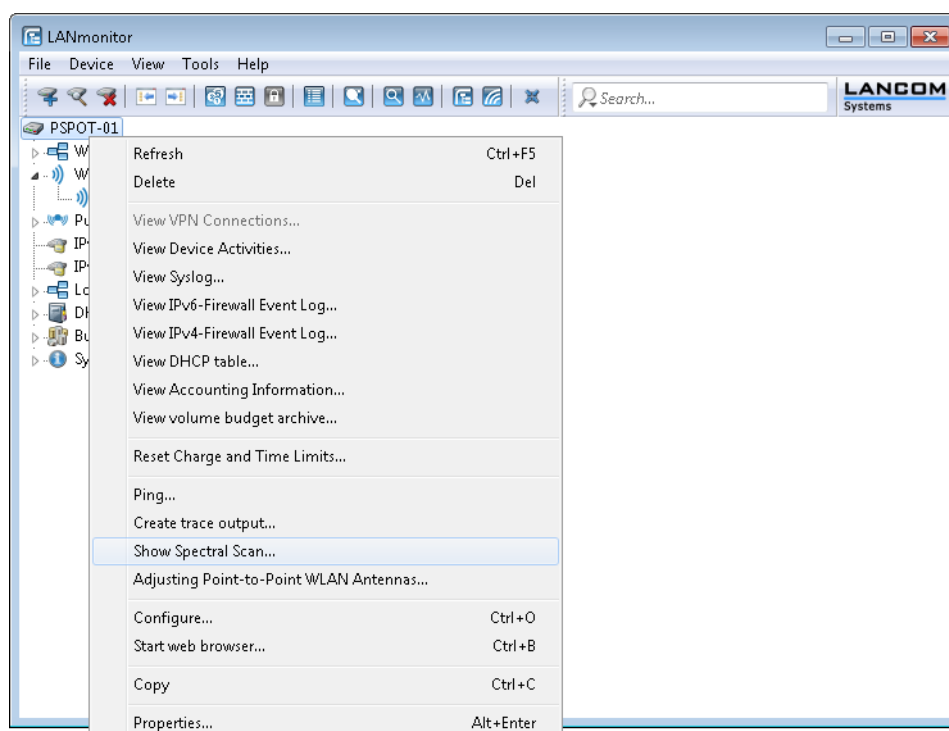 LANmonitor
File Device View Tools Help
Search...
LANCOM
Systems
PSPOT-01
Refresh Ctrl+F5
Delete Del
View VPN Connections...
View Device Activities...
View Syslog...
View IPv6-Firewall Event Log...
View IPv4-Firewall Event Log...
View DHCP table...
View Accounting Information...
View volume budget archive...
Reset Charge and Time Limits...
Ping...
Create trace output...
Show Spectral Scan...
Adjusting Point-to-Point WLAN Antennas...
Configure... Ctrl+O
Start web browser... Ctrl+B
Copy Ctrl+C
Properties... Alt+Enter